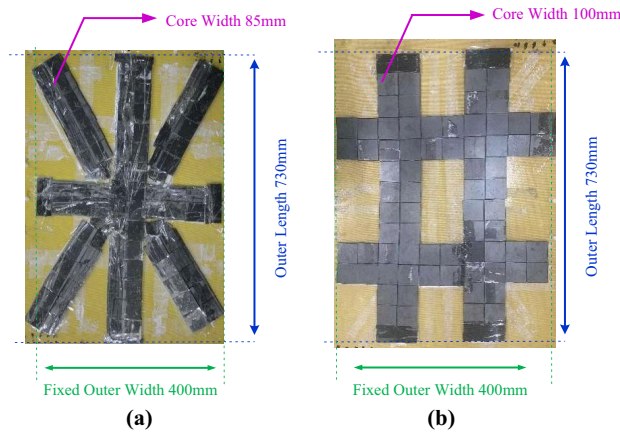 Core Width 85mm
Core Width 100mm
Outer Length 730mm
Outer Length 730mm
Fixed Outer Width 400mm
Fixed Outer Width 400mm
(a)
(b)